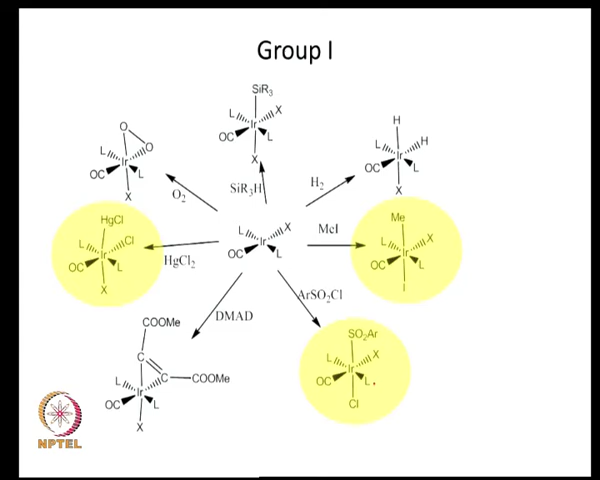 Group I
SiR3
L Ir X
OC L
X
O
O
L Ir
OC L
X
H
L Ir H
OC L
X
O2
SiR3H
H2
HgCl
L Ir Cl
OC L
X
HgCl2
L Ir X
OC L
MeI
Me
L Ir X
OC L
I
DMAD
ArSO2Cl
COOMe
C
C COOMe
L Ir
OC L
X
SO2Ar
L Ir X
OC L.
Cl
NPTEL